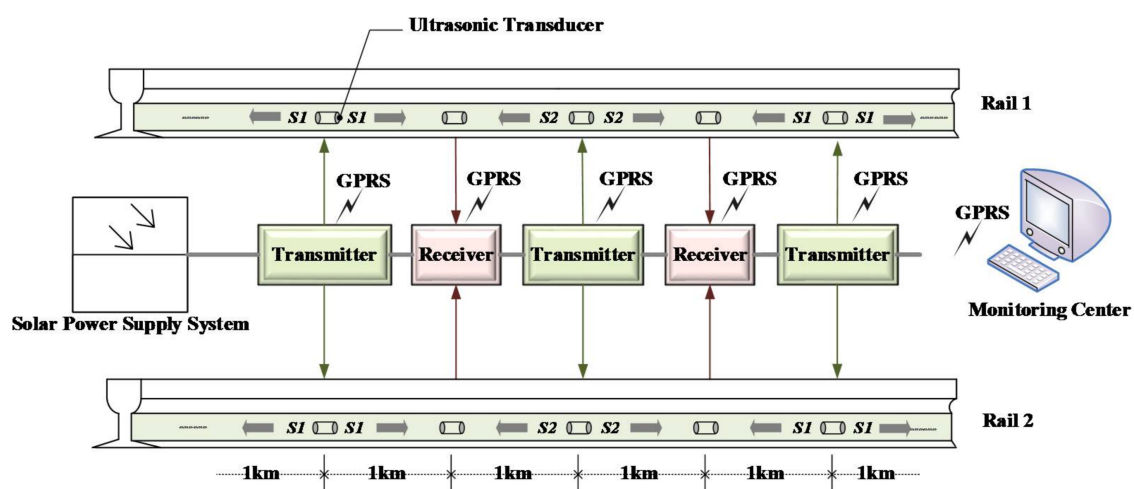 Ultrasonic Transducer
S1 S1 S2 S2 S1 S1
Rail 1
GPRS GPRS GPRS GPRS GPRS
GPRS
Transmitter Receiver Transmitter Receiver Transmitter
Solar Power Supply System
Monitoring Center
S1 S1 S2 S2 S1 S1
Rail 2
1km 1km 1km 1km 1km 1km